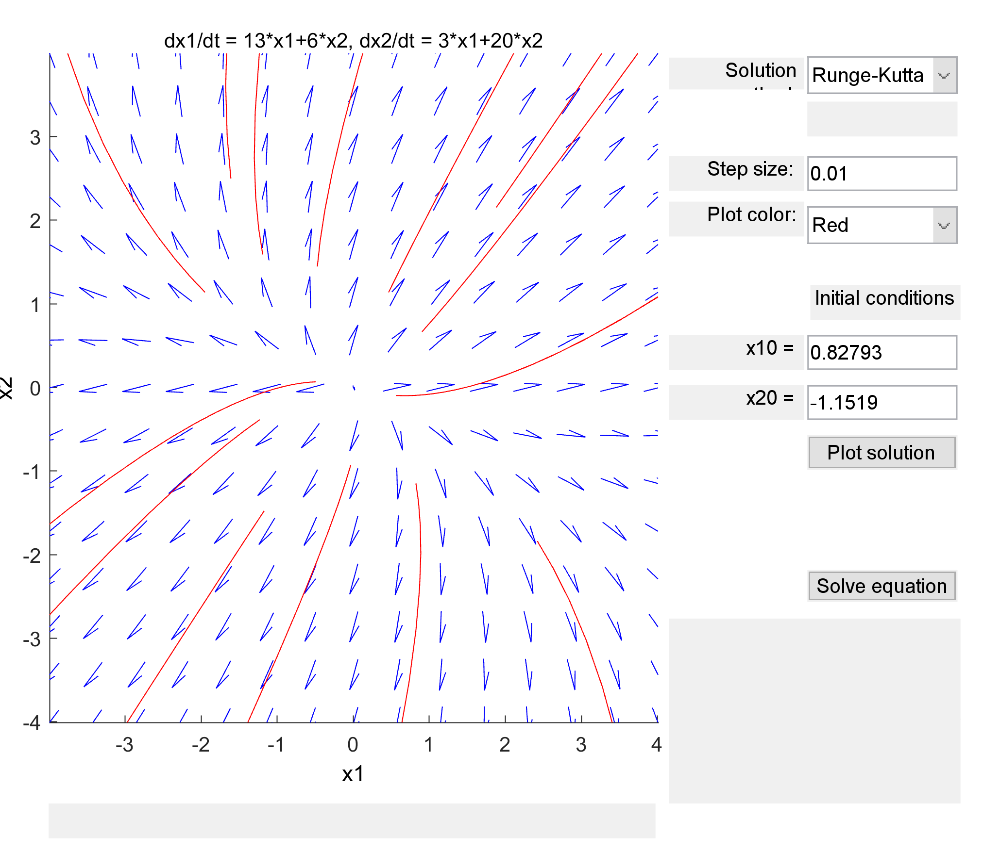 dx1/dt = 13*x1+6*x2, dx2/dt = 3*x1+20*x2
Solution
Runge-Kutta
Step size:
0.01
Plot color:
Red
Initial conditions
x10 =
0.82793
x20 =
-1.1519
Plot solution
Solve equation
3
2
1
0
-1
-2
-3
-4
x2
-3
-2
-1
0
1
2
3
4
x1